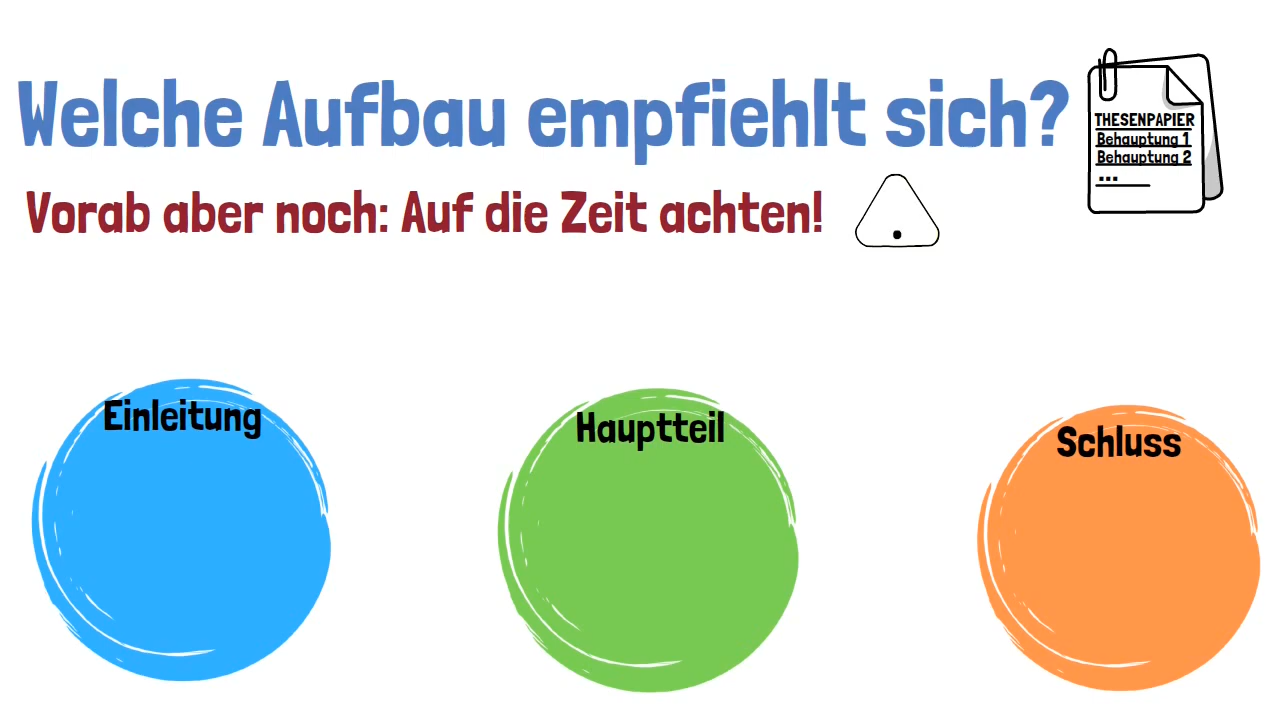 Welche Aufbau empfiehlt sich?
THESENPAPIER
Behauptung 1
Behauptung 2
...
Vorab aber noch: Auf die Zeit achten!
Einleitung
Hauptteil
Schluss